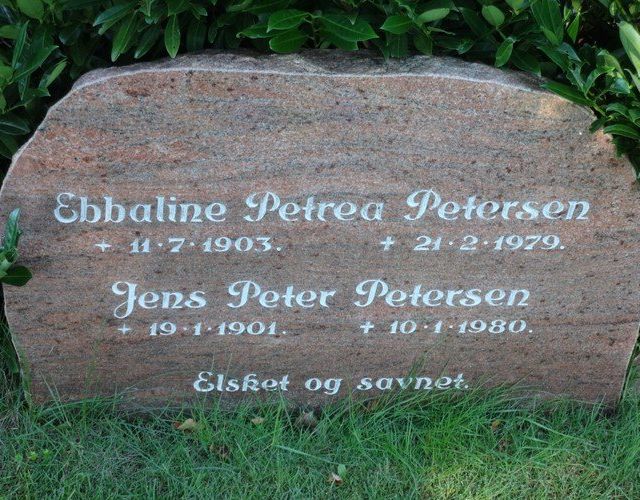 Ebbaline Petrea Petersen
+ 11·7·1903. † 21·2·1979.
Jens Peter Petersen
+ 19·1·1901. † 10·1·1980.
Elsket og savnet.